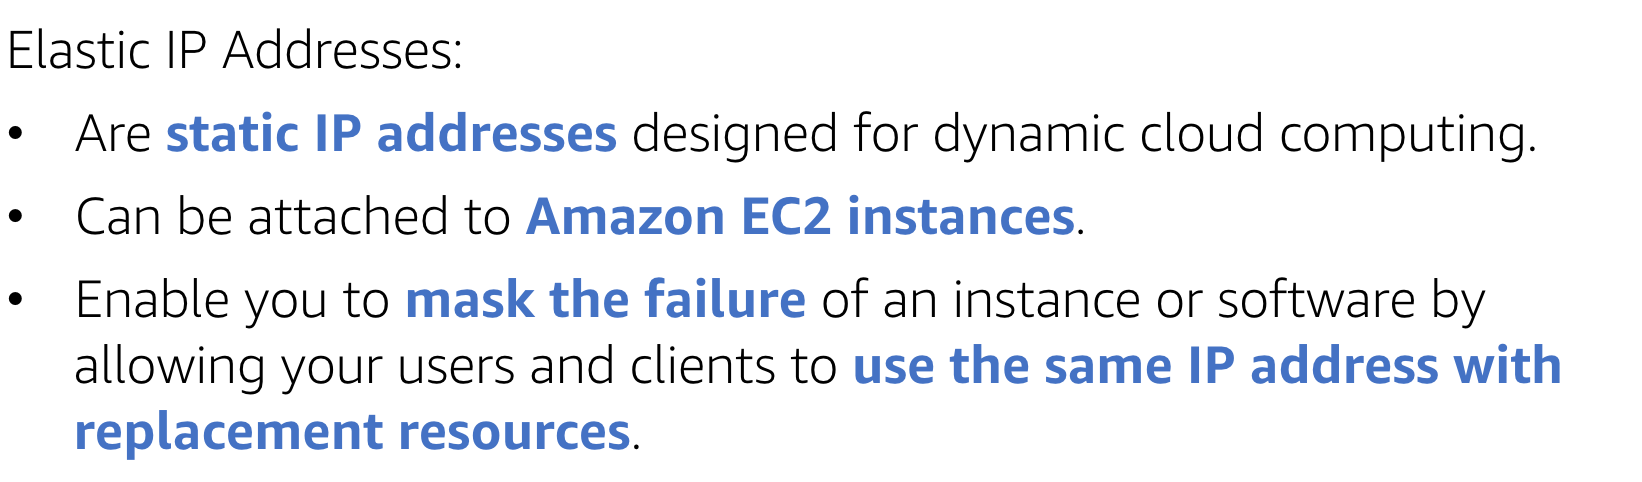 Elastic IP Addresses:
• Are static IP addresses designed for dynamic cloud computing.
• Can be attached to Amazon EC2 instances.
• Enable you to mask the failure of an instance or software by
allowing your users and clients to use the same IP address with
replacement resources.